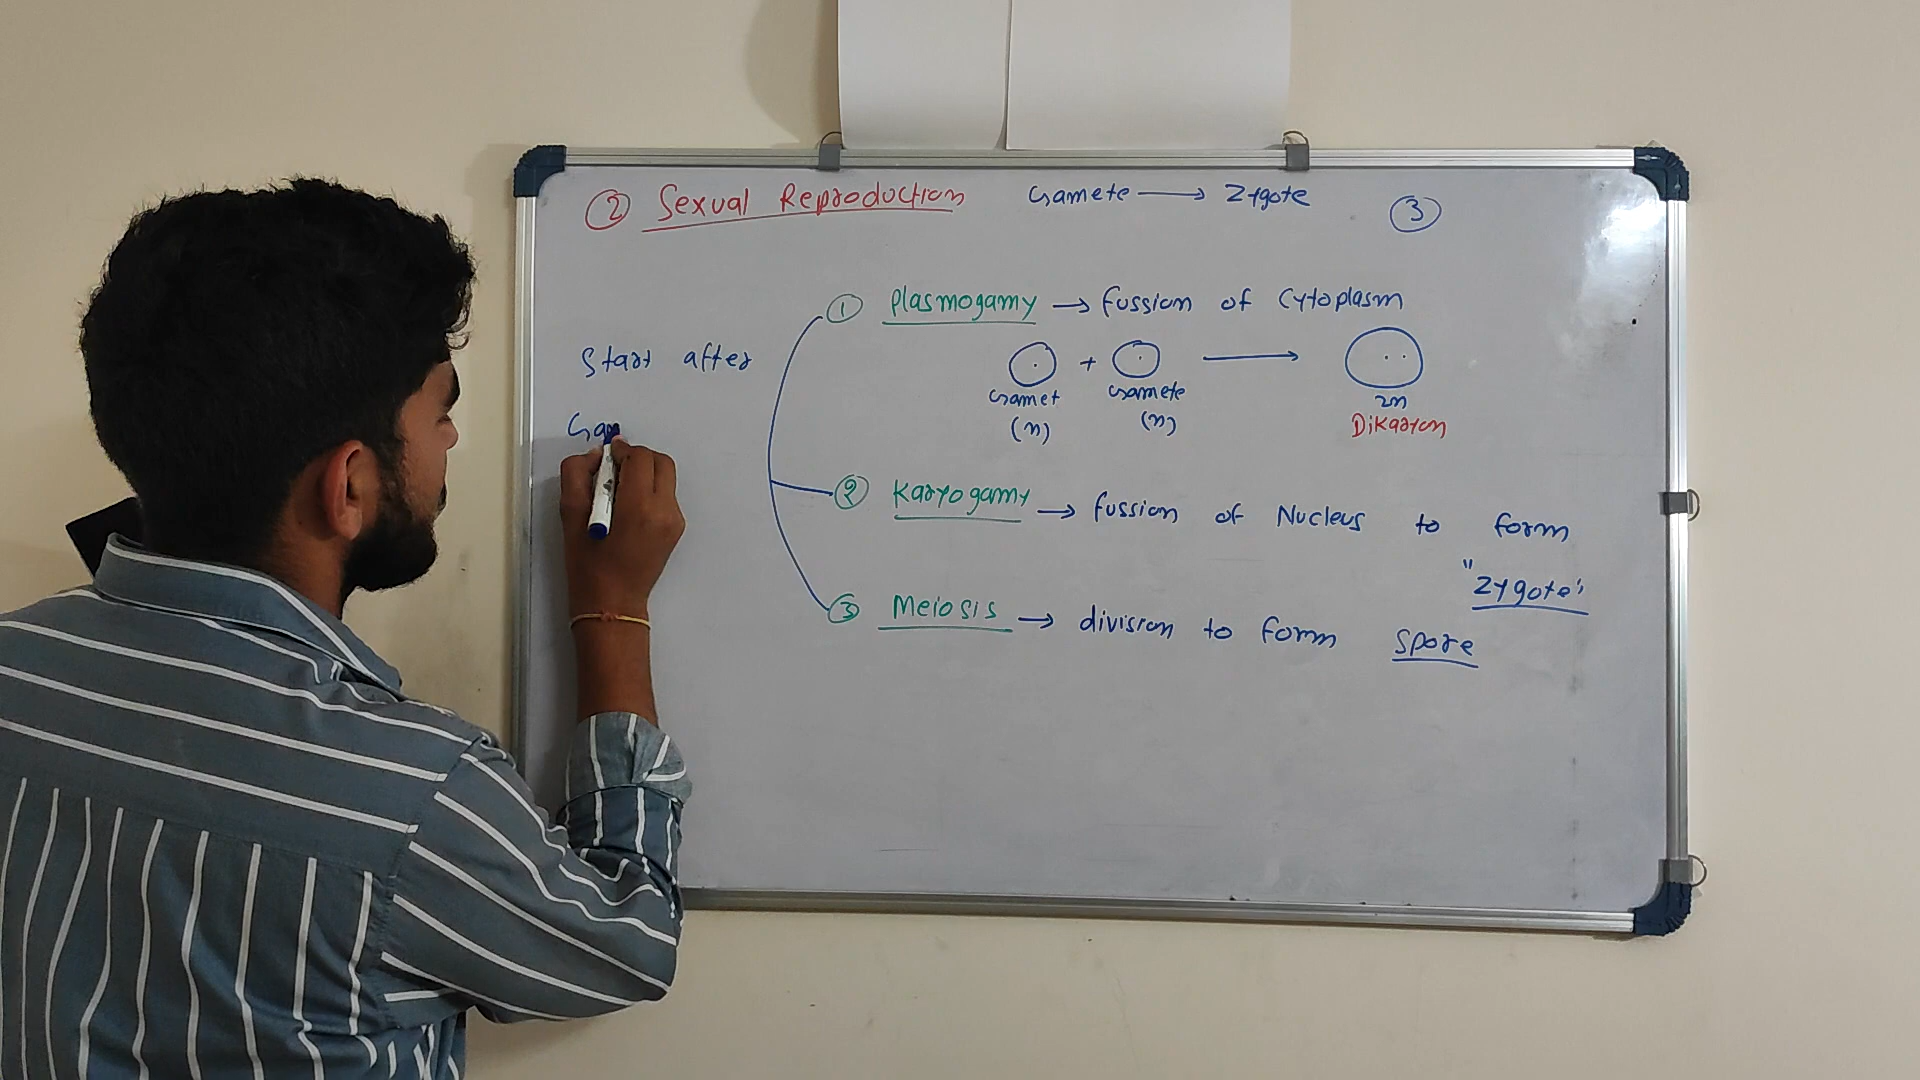 ② Sexual Reproduction Gamete → Zygote ③
① Plasmogamy → fussion of Cytoplasm
Start after
+ →
Gamet Gamete 2n
(n) (n) Dikaryon
Gam
② Karyogamy → fussion of Nucleus to form
"Zygote"
③ Meiosis → division to form Spore